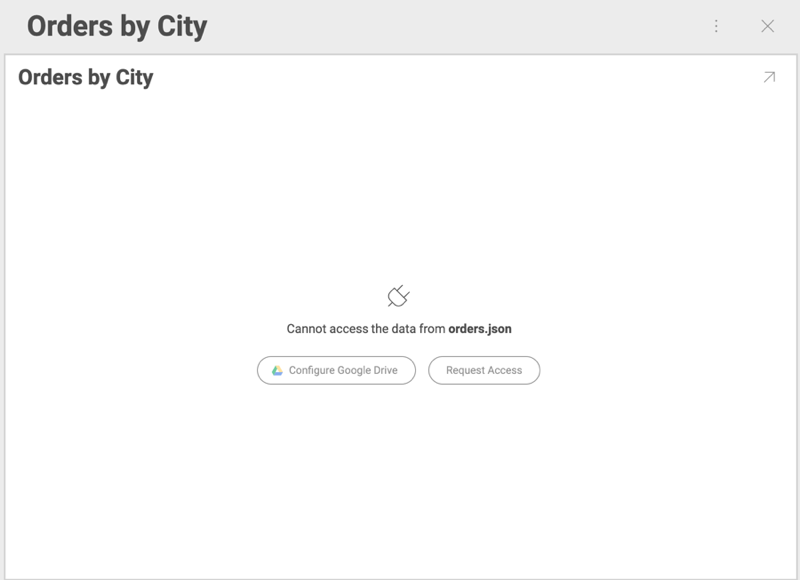 Orders by City
Orders by City
Cannot access the data from orders.json
Configure Google Drive
Request Access